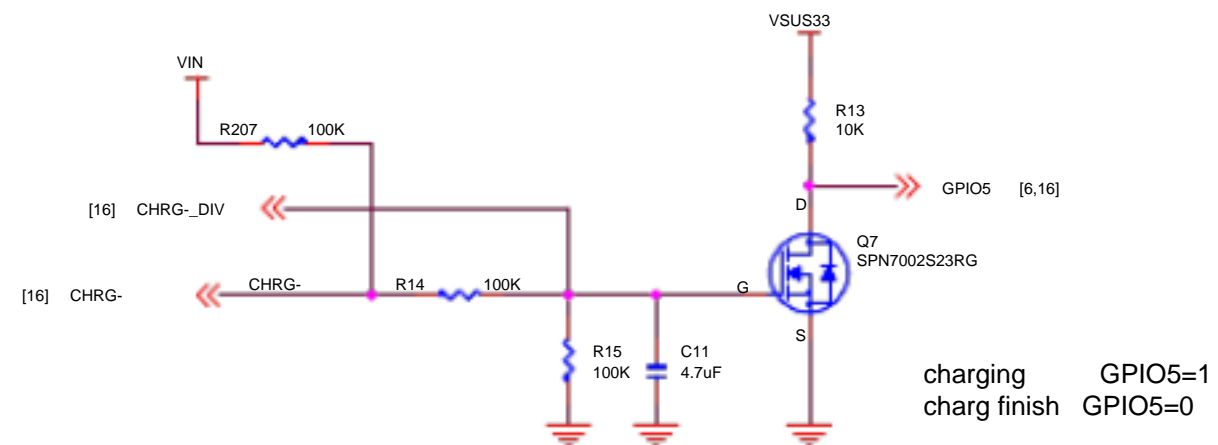 VSUS33
VIN
R13
10K
R207 100K
GPIO5 [6,16]
D
[16] CHRG-_DIV
Q7
SPN7002S23RG
[16] CHRG- CHRG- R14 100K G
S
R15
100K
C11
4.7uF
charging GPIO5=1
charg finish GPIO5=0